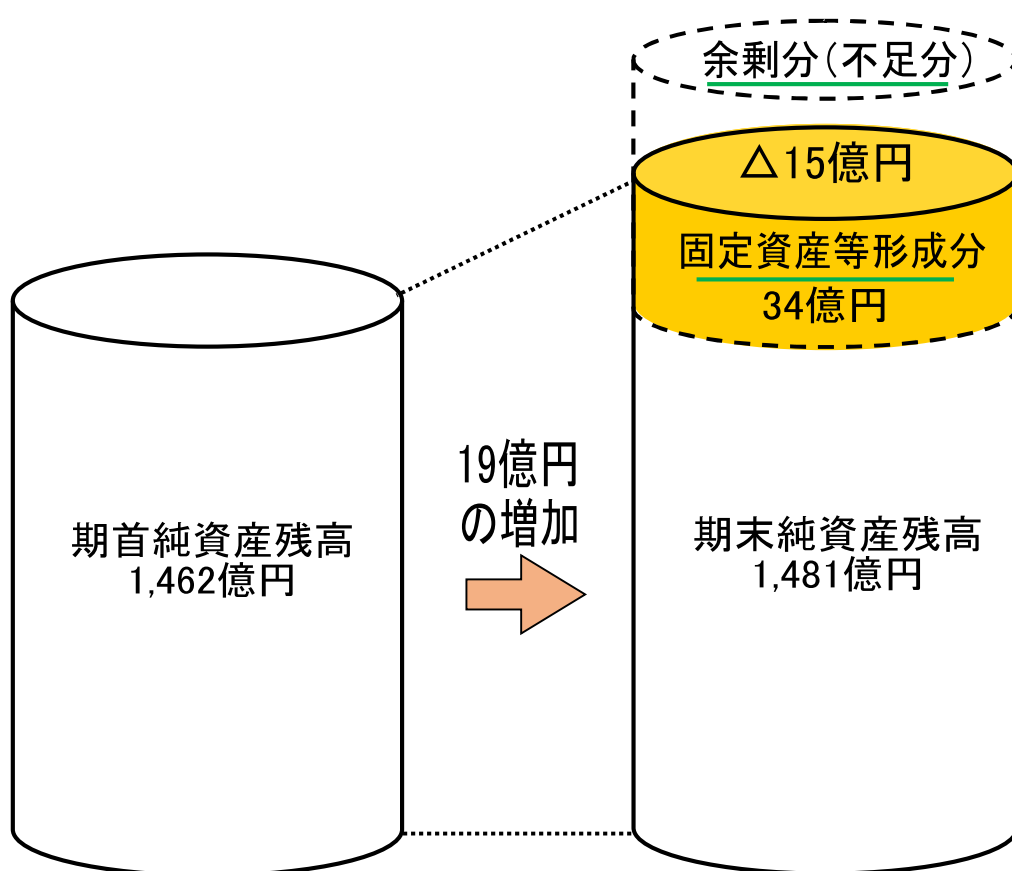 余剰分(不足分)
△15億円
固定資産等形成分
34億円
19億円
の増加
期首純資産残高
1,462億円
期末純資産残高
1,481億円